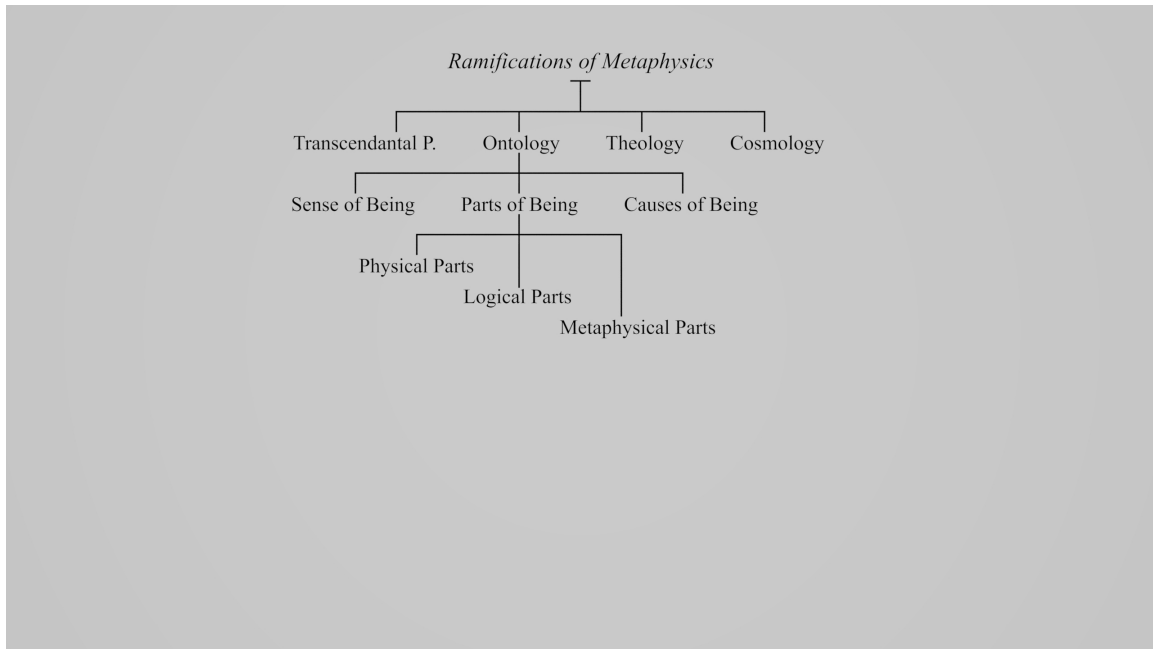 Ramifications of Metaphysics
Transcendantal P. Ontology Theology Cosmology
Sense of Being Parts of Being Causes of Being
Physical Parts
Logical Parts
Metaphysical Parts